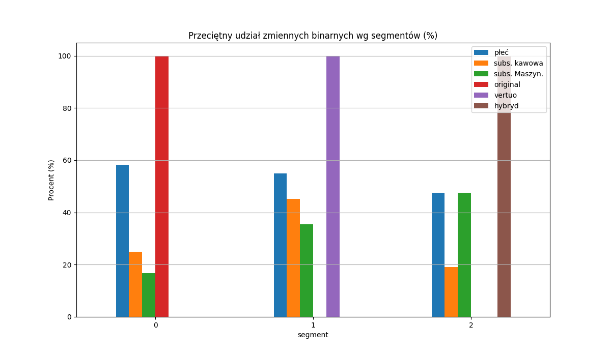 Przeciętny udział zmiennych binarnych wg segmentów (%)
100
80
60
40
20
0
Procent (%)
płeć
subs. kawowa
subs. Maszyn.
original
vertuo
hybryd
0
1
2
segment